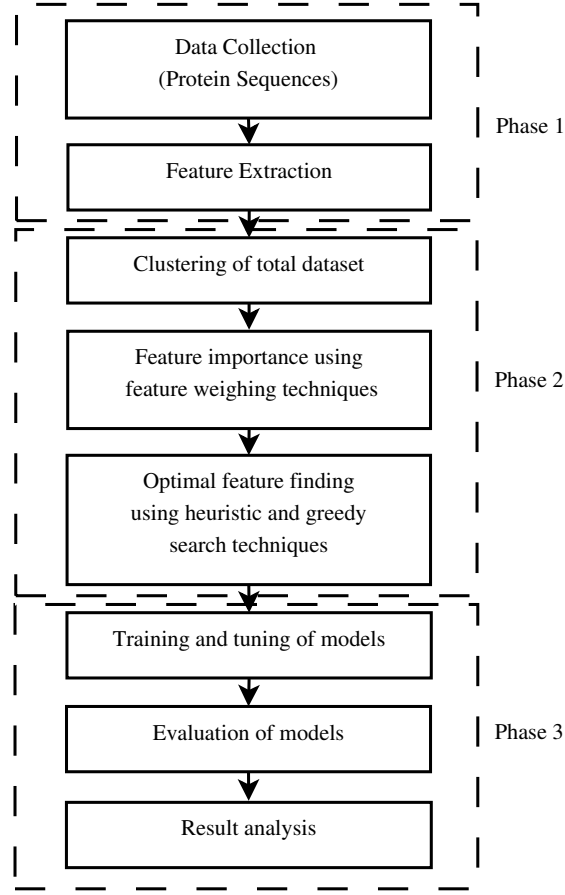 Data Collection
(Protein Sequences)
Phase 1
Feature Extraction
Clustering of total dataset
Feature importance using
feature weighing techniques
Phase 2
Optimal feature finding
using heuristic and greedy
search techniques
Training and tuning of models
Evaluation of models
Phase 3
Result analysis